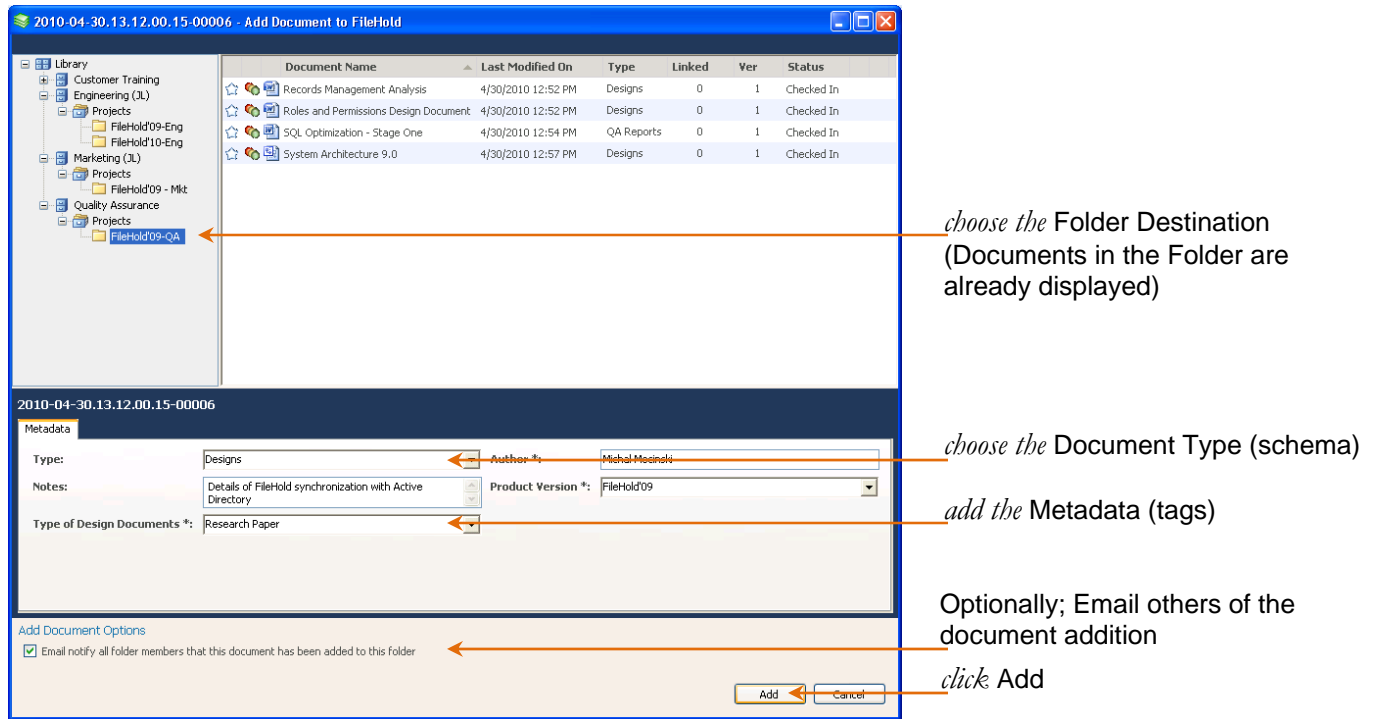 2010-04-30.13.12.00.15-00006 - Add Document to FileHold
Library
Customer Training
Engineering (JL)
Projects
FileHold'09-Eng
FileHold'10-Eng
Marketing (JL)
Projects
FileHold'09 - Mkt
Quality Assurance
Projects
FileHold'09-QA
Document Name Last Modified On Type Linked Ver Status
Records Management Analysis 4/30/2010 12:52 PM Designs 0 1 Checked In
Roles and Permissions Design Document 4/30/2010 12:52 PM Designs 0 1 Checked In
SQL Optimization - Stage One 4/30/2010 12:54 PM QA Reports 0 1 Checked In
System Architecture 9.0 4/30/2010 12:57 PM Designs 0 1 Checked In
choose the Folder Destination
(Documents in the Folder are
already displayed)
2010-04-30.13.12.00.15-00006
Metadata
Type: Designs Author *: Michal Mocinski
choose the Document Type (schema)
Notes: Details of FileHold synchronization with Active
Directory
Product Version *: FileHold'09
Type of Design Documents *: Research Paper
add the Metadata (tags)
Add Document Options
Email notify all folder members that this document has been added to this folder
Optionally; Email others of the
document addition
Add Cancel
click Add